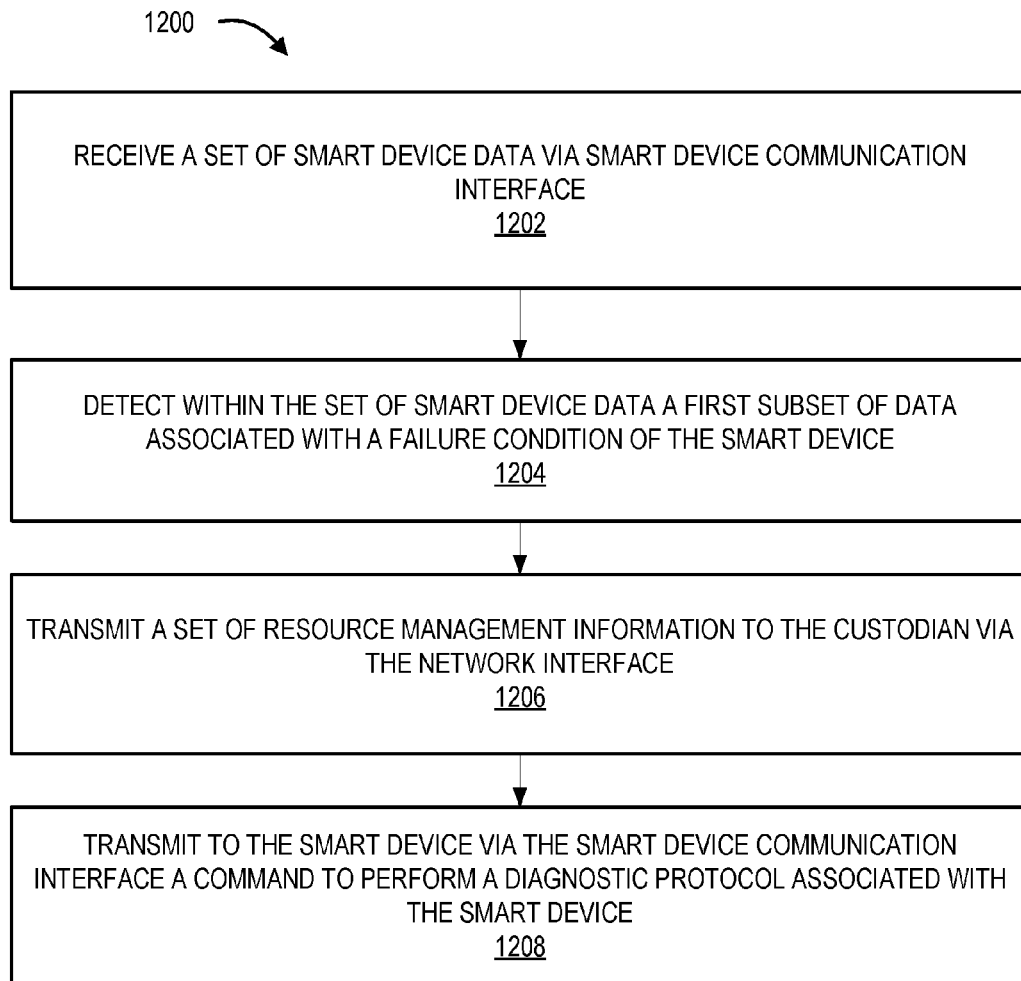 1200
RECEIVE A SET OF SMART DEVICE DATA VIA SMART DEVICE COMMUNICATION
INTERFACE
1202
DETECT WITHIN THE SET OF SMART DEVICE DATA A FIRST SUBSET OF DATA
ASSOCIATED WITH A FAILURE CONDITION OF THE SMART DEVICE
1204
TRANSMIT A SET OF RESOURCE MANAGEMENT INFORMATION TO THE CUSTODIAN VIA
THE NETWORK INTERFACE
1206
TRANSMIT TO THE SMART DEVICE VIA THE SMART DEVICE COMMUNICATION
INTERFACE A COMMAND TO PERFORM A DIAGNOSTIC PROTOCOL ASSOCIATED WITH
THE SMART DEVICE
1208